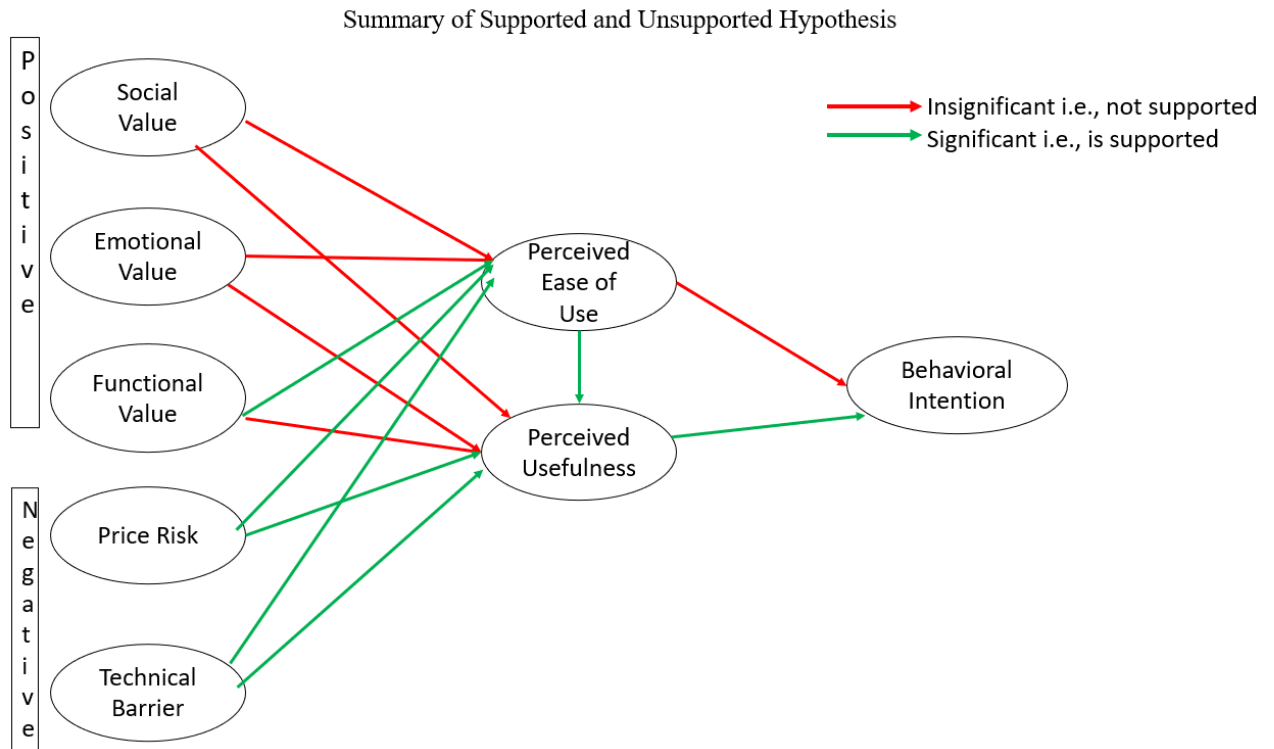 Summary of Supported and Unsupported Hypothesis
P
o
s
i
t
i
v
e
Social
Value
Insignificant i.e., not supported
Significant i.e., is supported
Emotional
Value
Perceived
Ease of
Use
Functional
Value
Behavioral
Intention
Perceived
Usefulness
N
e
g
a
t
i
v
e
Price Risk
Technical
Barrier